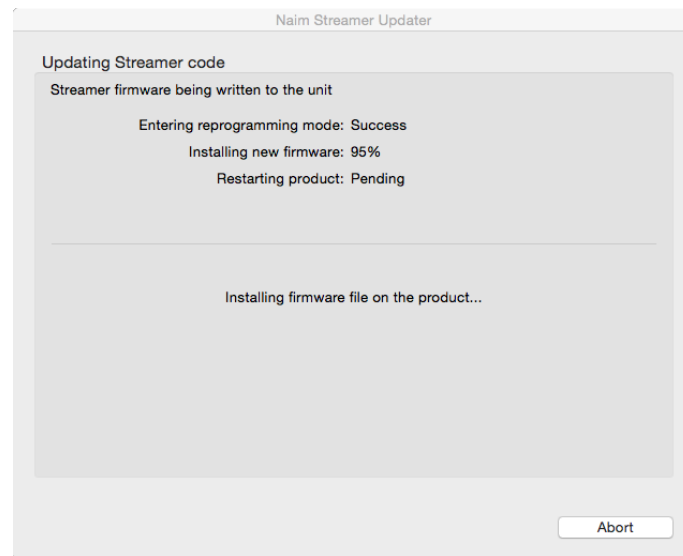 Naim Streamer Updater
Updating Streamer code
Streamer firmware being written to the unit
Entering reprogramming mode: Success
Installing new firmware: 95%
Restarting product: Pending
Installing firmware file on the product...
Abort